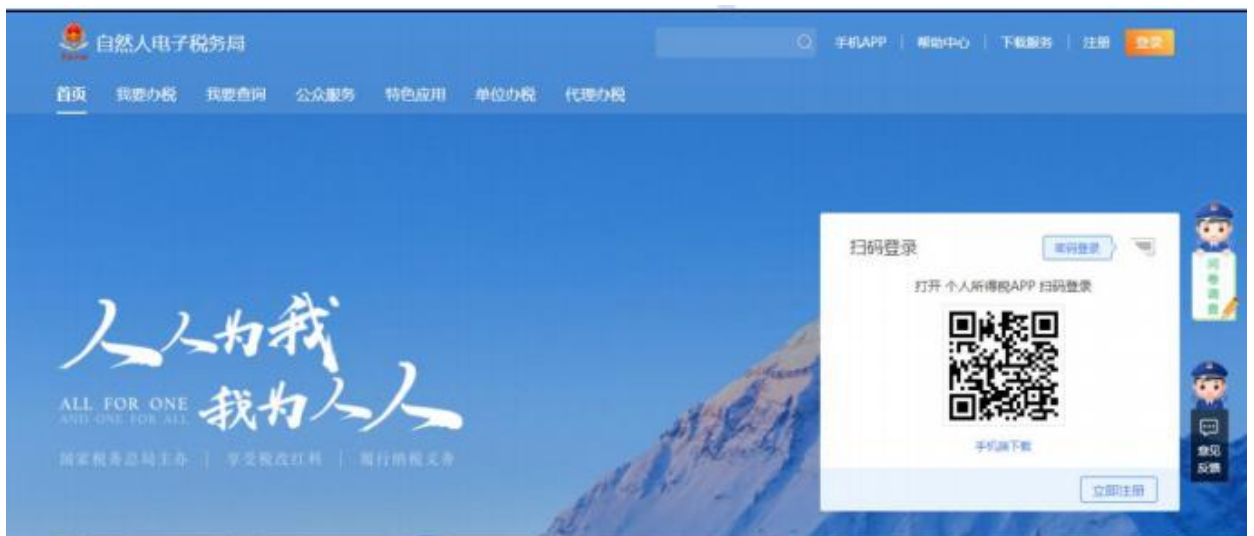 自然人电子税务局
手机APP | 帮助中心 | 下载服务 | 注册 登录
首页 我要办税 我要查询 公众服务 特色应用 单位办税 代理办税
扫码登录 密码登录
打开 个人所得税APP 扫码登录
手机端下载
立即注册
人人为我
我为人人
ALL FOR ONE
AND ONE FOR ALL
国家税务总局主办 | 享受税改红利 | 履行纳税义务
问卷调查
意见
反馈